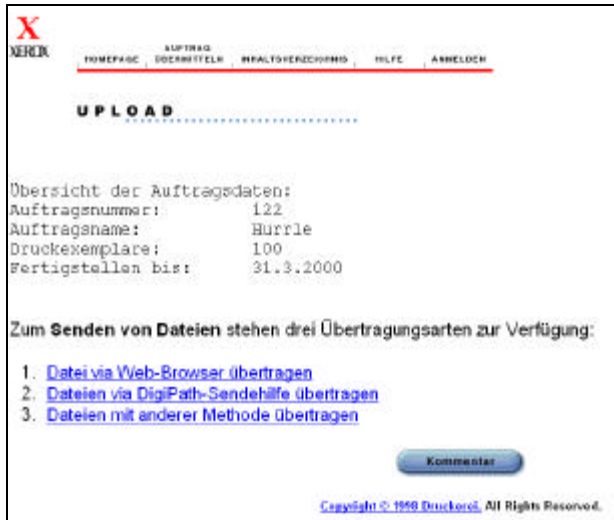 X
XEROX
HOMEPAGE AUFTRAG ÜBERMITTELN INHALTSVERZEICHNIS HILFE ANMELDEN
UPLOAD
Übersicht der Auftragsdaten:
Auftragsnummer: 122
Auftragsname: Hurrle
Druckexemplare: 100
Fertigstellen bis: 31.3.2000
Zum Senden von Dateien stehen drei Übertragungsarten zur Verfügung:
1. Datei via Web-Browser übertragen
2. Dateien via DigiPath-Sendehilfe übertragen
3. Dateien mit anderer Methode übertragen
Kommentar
Copyright © 1998 Druckerei. All Rights Reserved.